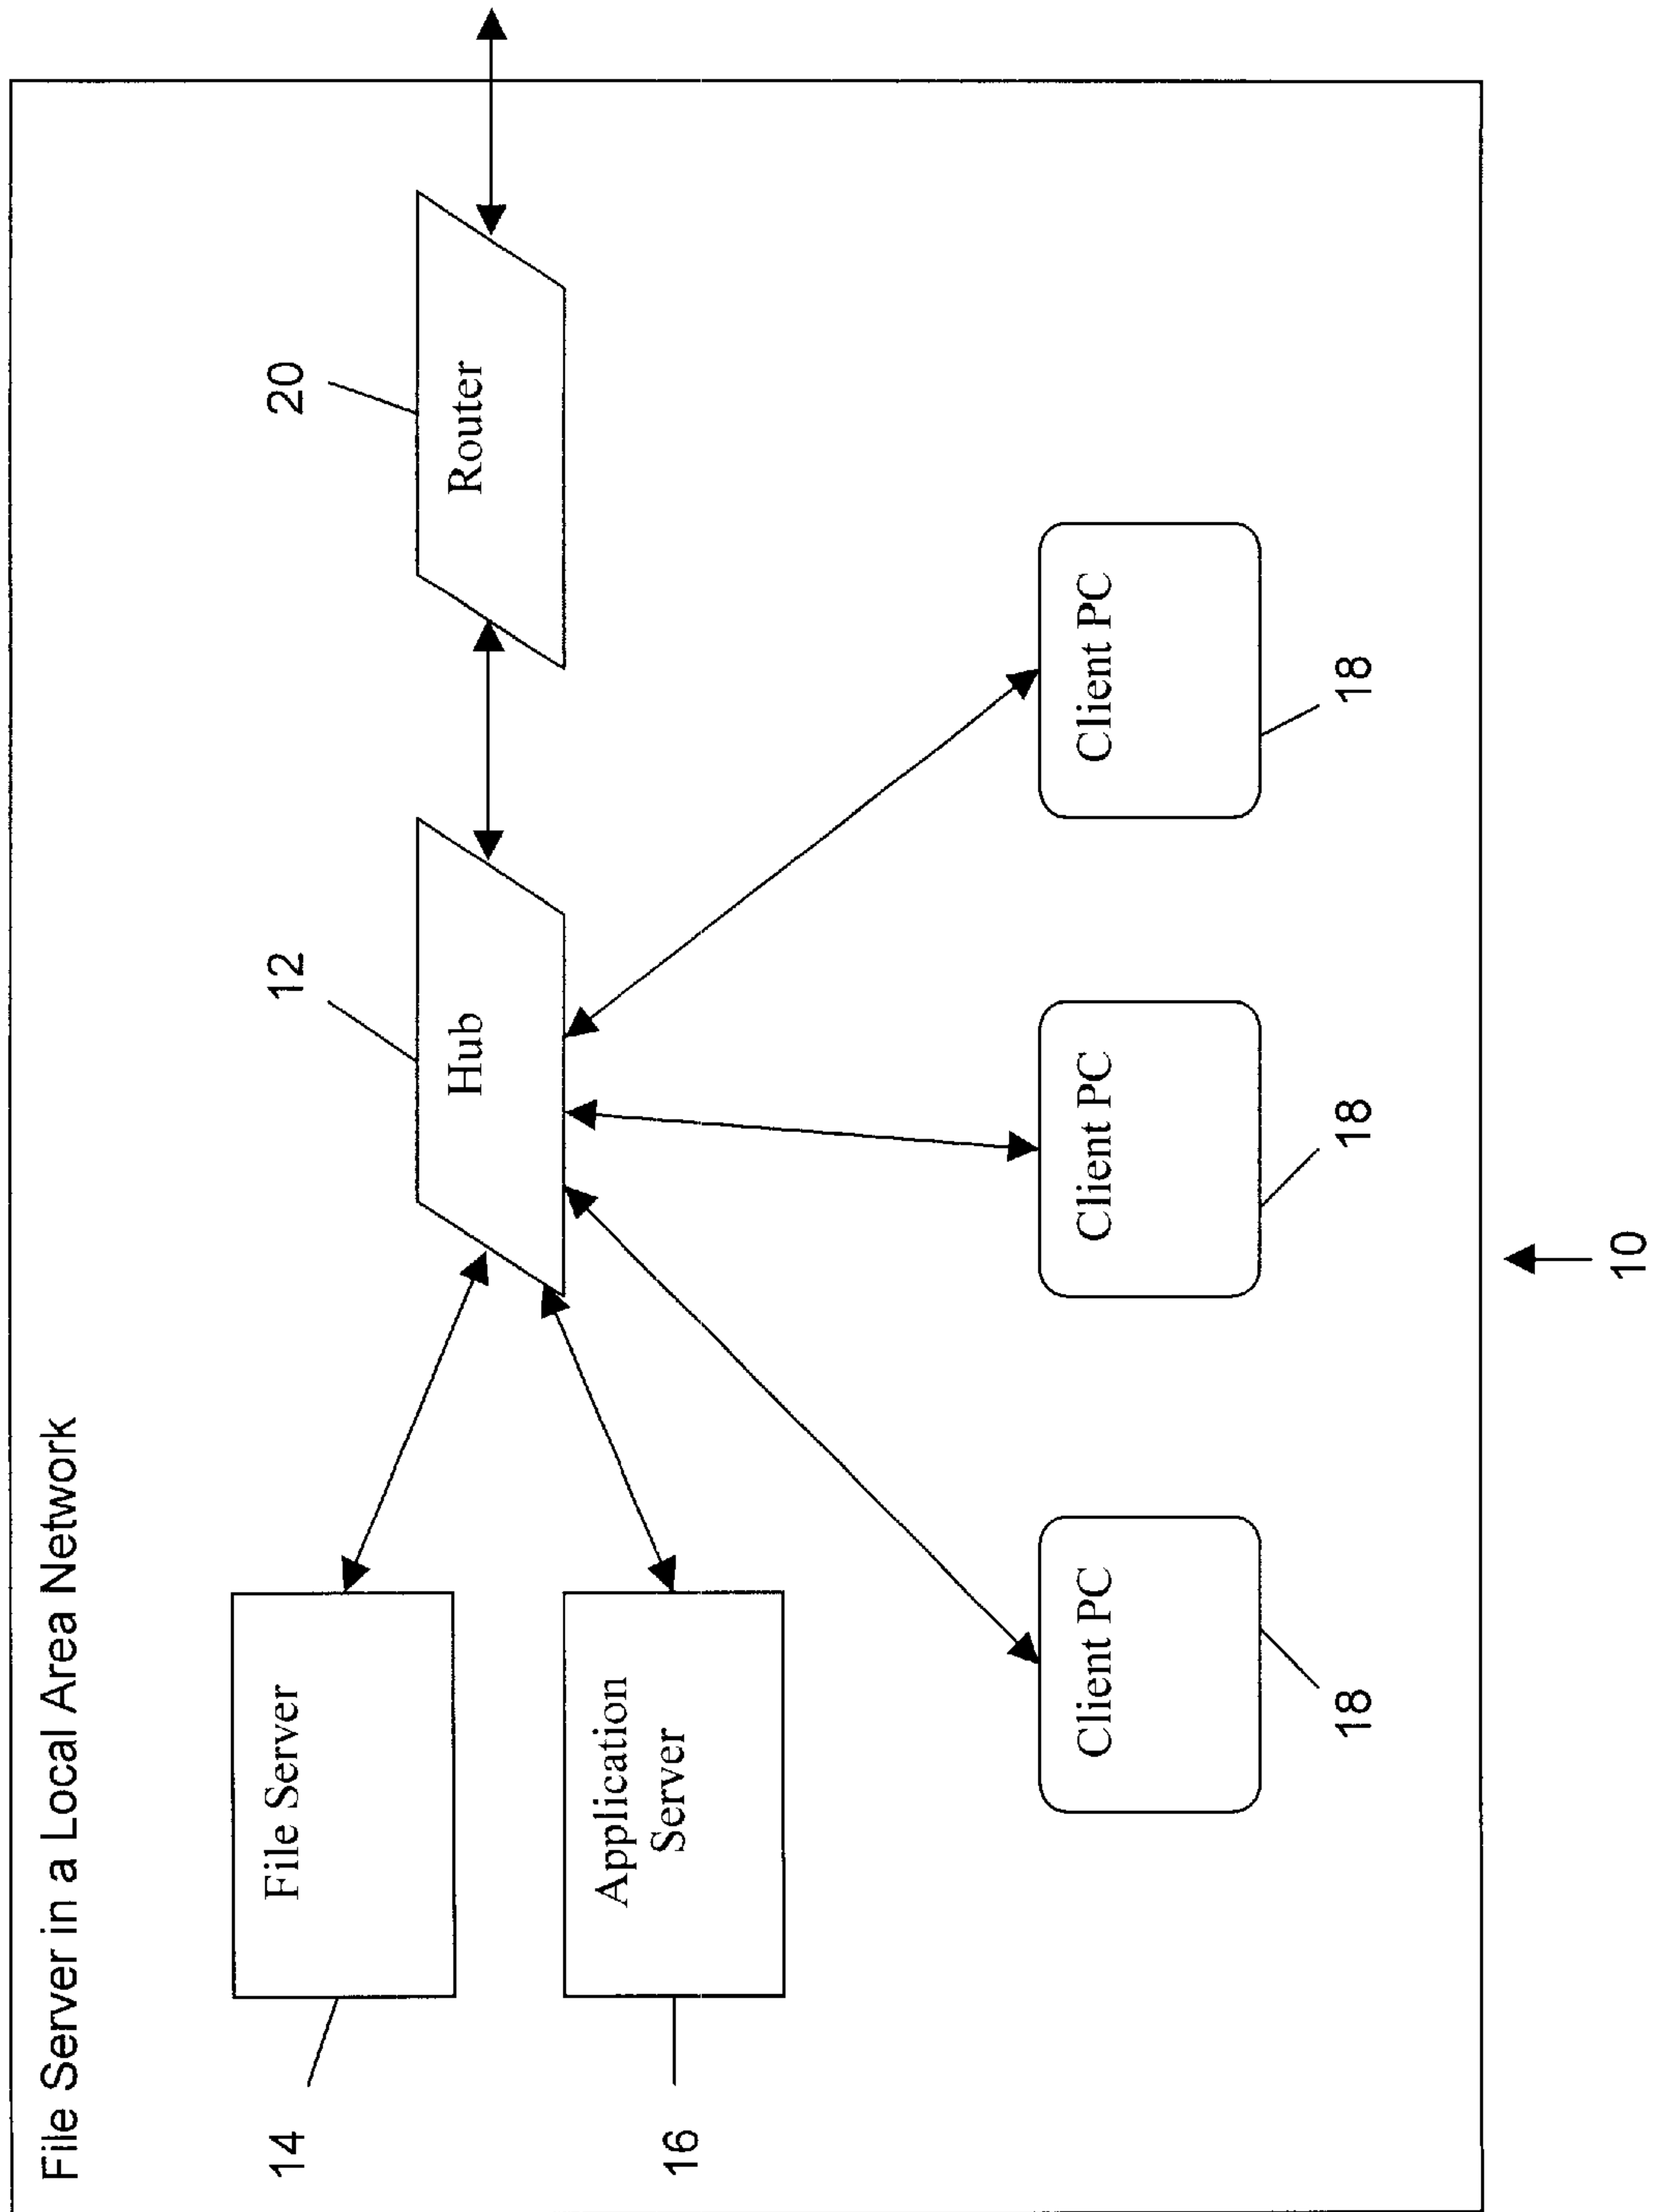 File Server in a Local Area Network
20
12
Router
Hub
14
File Server
16
Application
Server
Client PC
Client PC
Client PC
18
18
18
10